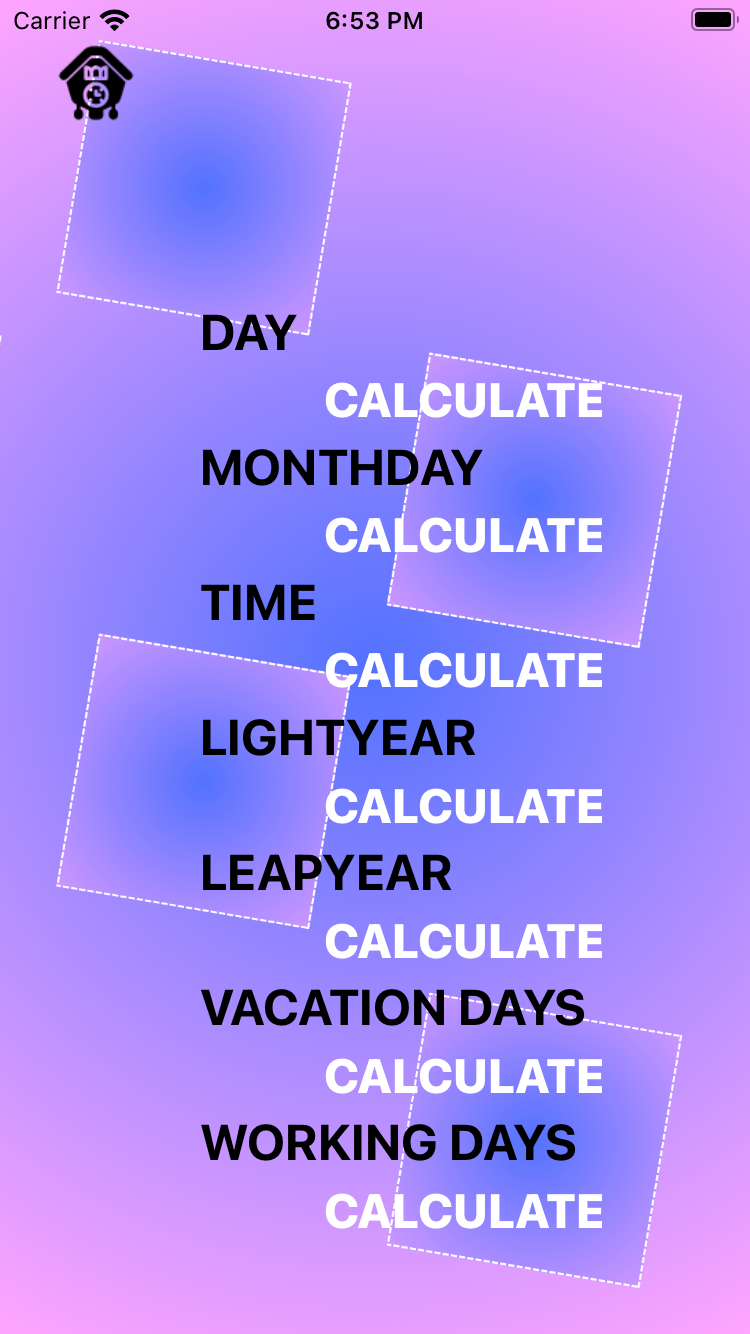 Carrier 6:53 PM
DAY
CALCULATE
MONTHDAY
CALCULATE
TIME
CALCULATE
LIGHTYEAR
CALCULATE
LEAPYEAR
CALCULATE
VACATION DAYS
CALCULATE
WORKING DAYS
CALCULATE